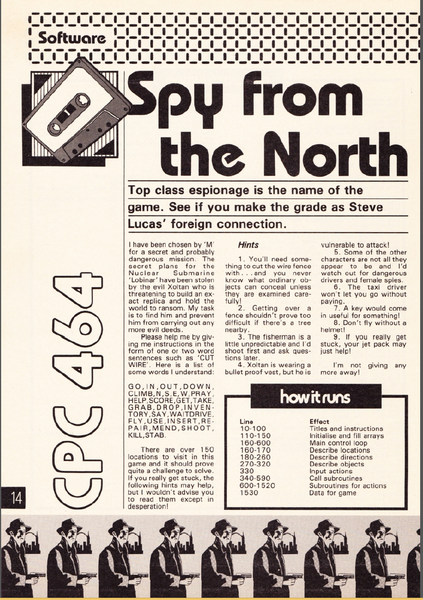 Software
Spy from
the North
Top class espionage is the name of the
game. See if you make the grade as Steve
Lucas' foreign connection.
CPC 464
I have been chosen by 'M'
for a secret and probably
dangerous mission. The
secret plans for the
Nuclear Submarine
'Lobinar' have been stolen
by the evil Xoltan who is
threatening to build an ex-
act replica and hold the
world to ransom. My task
is to find him and prevent
him from carrying out any
more evil deeds.
Please help me by giv-
ing me instructions in the
form of one or two word
sentences such as 'CUT
WIRE'. Here is a list of
some words I understand:
GO, IN, OUT, DOWN,
CLIMB, N, S, E, W, PRAY,
HELP, SCORE, GET, TAKE,
GRAB, DROP, INVEN-
TORY, SAY, WAIT, DRIVE,
FLY, USE, INSERT, RE-
PAIR, MEND, SHOOT,
KILL, STAB.
There are over 150
locations to visit in this
game and it should prove
quite a challenge to solve.
If you really get stuck, the
following hints may help,
but I wouldn't advise you
to read them except in
desperation!
Hints
1. You'll need some-
thing to cut the wire fence
with . . . and you never
know what ordinary obj-
ects can conceal unless
they are examined care-
fully!
2. Getting over a
fence shouldn't prove too
difficult if there's a tree
nearby.
3. The fisherman is a
little unpredictable and I'd
shoot first and ask ques-
tions later.
4. Xoltan is wearing a
bullet proof vest, but he is
vulnerable to attack!
5. Some of the other
characters are not all they
appear to be and I'd
watch out for dangerous
drivers and female apies.
6. The taxi driver
won't let you go without
paying.
7. A key would come
in useful for something!
8. Don't fly without a
helmet!
9. If you really get
stuck, your jet pack may
just help!
I'm not giving any
more away!
how it runs
Line Effect
10-100 Titles and instructions
110-150 Initialise and fill arrays
160-600 Main control loop
160-170 Describe locations
180-260 Describe directions
270-320 Describe objects
330 Input actions
340-590 Call subroutines
600-1520 Subroutines for actions
1530 Data for game
14